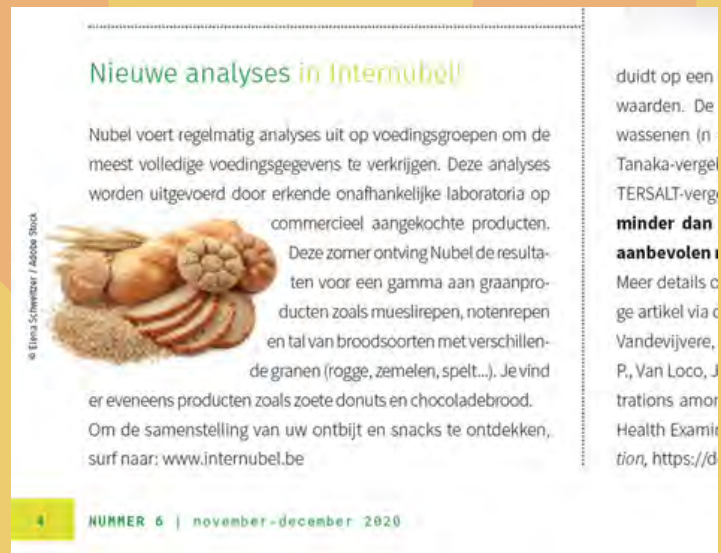 Nieuwe analyses in Internubel!
Nubel voert regelmatig analyses uit op voedingsgroepen om de
meest volledige voedingsgegevens te verkrijgen. Deze analyses
worden uitgevoerd door erkende onafhankelijke laboratoria op
commercieel aangekochte producten.
Deze zomer ontving Nubel de resulta-
ten voor een gamma aan graanpro-
ducten zoals mueslirepen, notenrepen
en tal van broodsoorten met verschillen-
de granen (rogge, zemelen, spelt...). Je vind
er eveneens producten zoals zoete donuts en chocoladebrood.
Om de samenstelling van uw ontbijt en snacks te ontdekken,
surf naar: www.internubel.be
© Elena Schweitzer / Adobe Stock
duidt op een
waarden. De
wassenen (n
Tanaka-vergel
TERSALT-verge
minder dan
aanbevolen
Meer details o
ge artikel via
Vandevijvere,
P., Van Loco, J
trations amon
Health Examin
tion, https://d
4 NUMMER 6 | november-december 2020